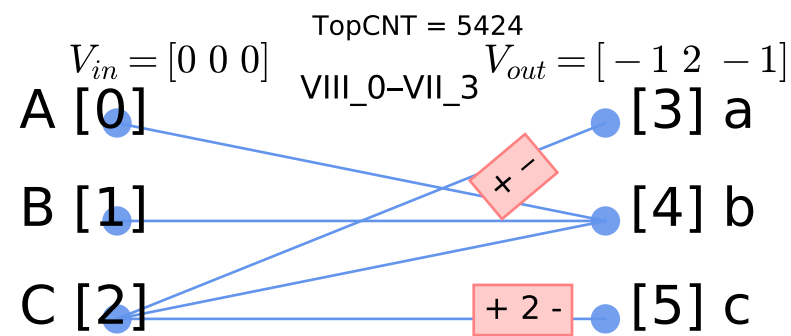 TopCNT = 5424
V_in = [0 0 0]
V_out = [ − 1 2 − 1]
VIII_0–VII_3
A [0]
[3] a
+ −
B [1]
[4] b
C [2]
+ 2 -
[5] c